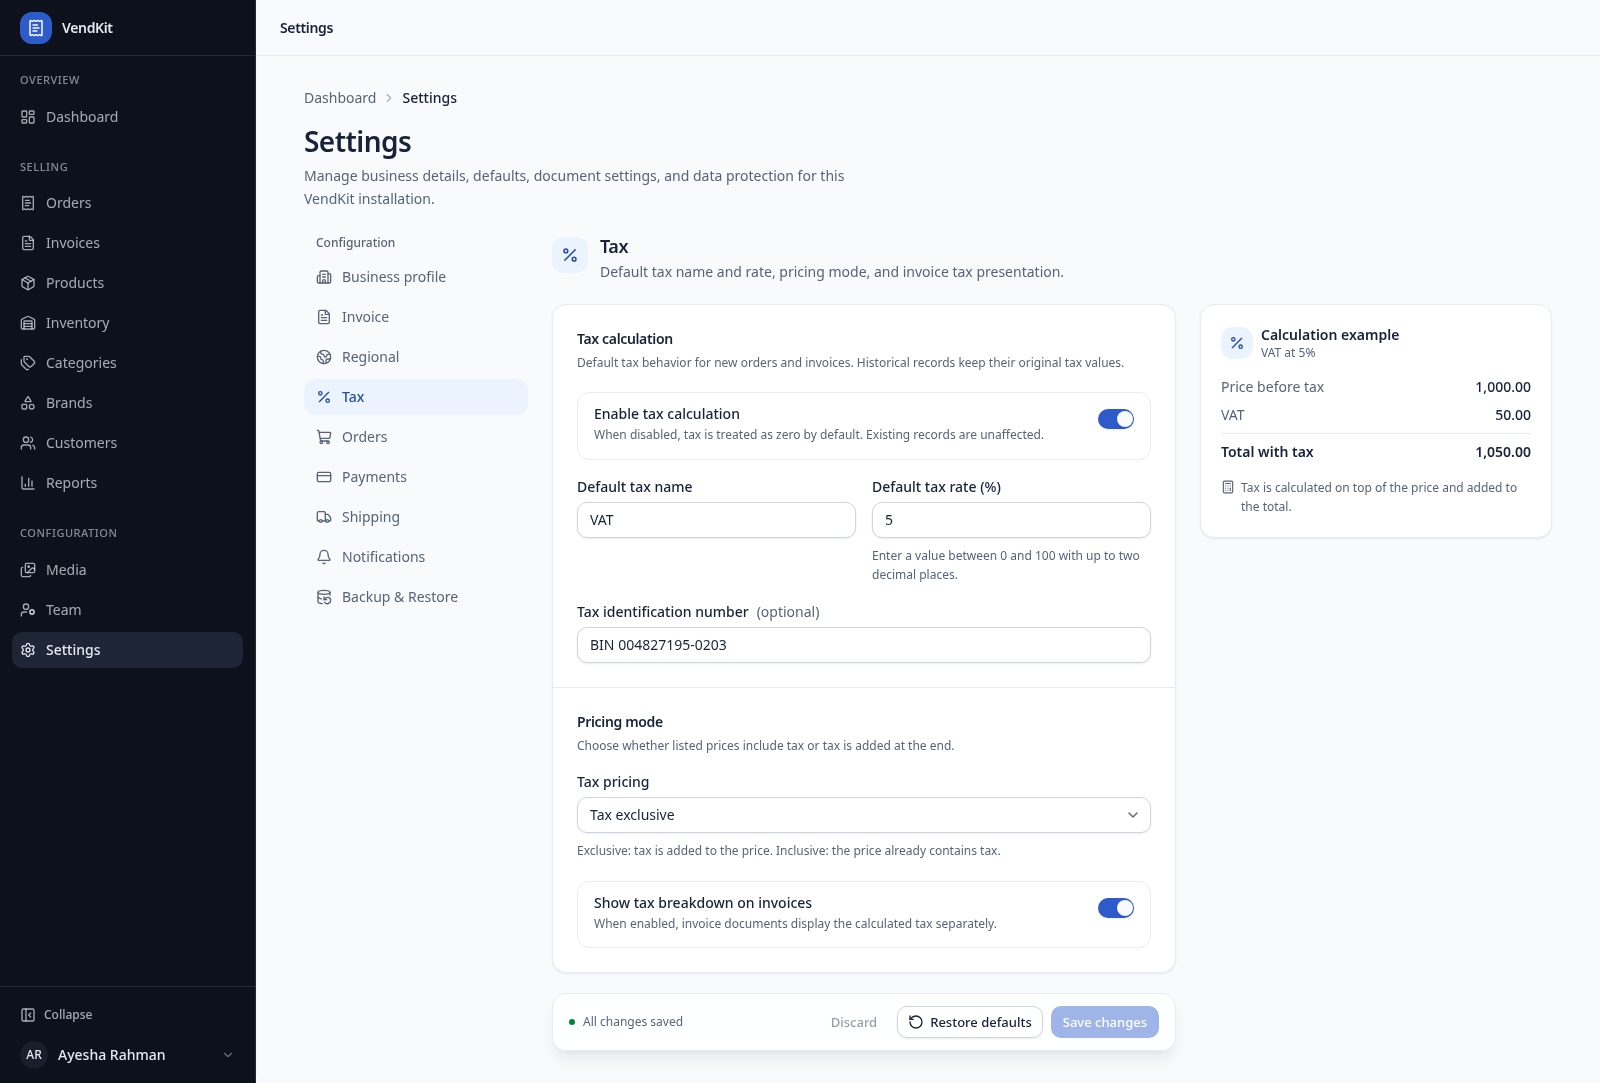 VendKit
OVERVIEW
Dashboard
SELLING
Orders
Invoices
Products
Inventory
Categories
Brands
Customers
Reports
CONFIGURATION
Media
Team
Settings
Collapse
AR
Ayesha Rahman
Settings
Dashboard
Settings
Settings
Manage business details, defaults, document settings, and data protection for this
VendKit installation.
Configuration
Business profile
Invoice
Regional
Tax
Orders
Payments
Shipping
Notifications
Backup & Restore
Tax
Default tax name and rate, pricing mode, and invoice tax presentation.
Tax calculation
Default tax behavior for new orders and invoices. Historical records keep their original tax values.
Enable tax calculation
When disabled, tax is treated as zero by default. Existing records are unaffected.
Default tax name
VAT
Default tax rate (%)
5
Enter a value between 0 and 100 with up to two
decimal places.
Tax identification number (optional)
BIN 004827195-0203
Pricing mode
Choose whether listed prices include tax or tax is added at the end.
Tax pricing
Tax exclusive
Exclusive: tax is added to the price. Inclusive: the price already contains tax.
Show tax breakdown on invoices
When enabled, invoice documents display the calculated tax separately.
All changes saved
Discard
Restore defaults
Save changes
Calculation example
VAT at 5%
Price before tax 1,000.00
VAT 50.00
Total with tax 1,050.00
Tax is calculated on top of the price and added to
the total.